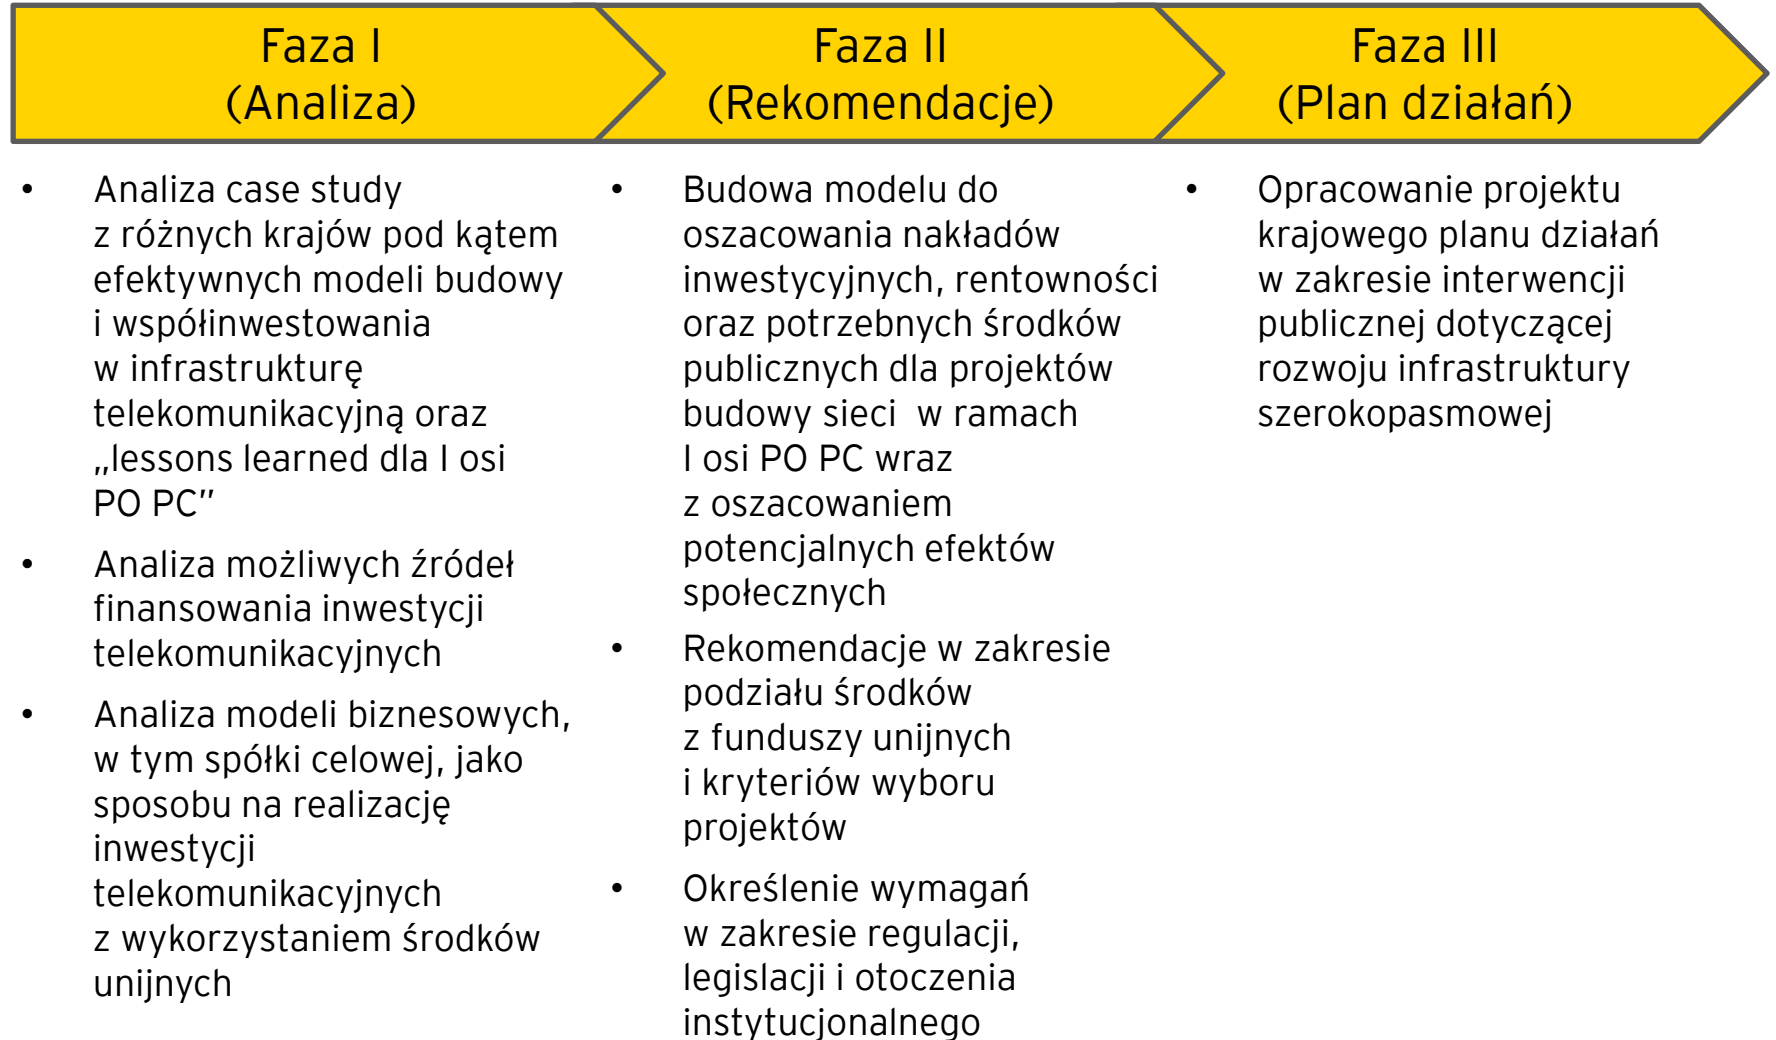 Faza I
(Analiza)
• Analiza case study
z różnych krajów pod kątem
efektywnych modeli budowy
i współinwestowania
w infrastrukturę
telekomunikacyjną oraz
„lessons learned dla I osi
PO PC”
• Analiza możliwych źródeł
finansowania inwestycji
telekomunikacyjnych
• Analiza modeli biznesowych,
w tym spółki celowej, jako
sposobu na realizację
inwestycji
telekomunikacyjnych
z wykorzystaniem środków
unijnych
Faza II
(Rekomendacje)
• Budowa modelu do
oszacowania nakładów
inwestycyjnych, rentowności
oraz potrzebnych środków
publicznych dla projektów
budowy sieci w ramach
I osi PO PC wraz
z oszacowaniem
potencjalnych efektów
społecznych
• Rekomendacje w zakresie
podziału środków
z funduszy unijnych
i kryteriów wyboru
projektów
• Określenie wymagań
w zakresie regulacji,
legislacji i otoczenia
instytucjonalnego
Faza III
(Plan działań)
• Opracowanie projektu
krajowego planu działań
w zakresie interwencji
publicznej dotyczącej
rozwoju infrastruktury
szerokopasmowej